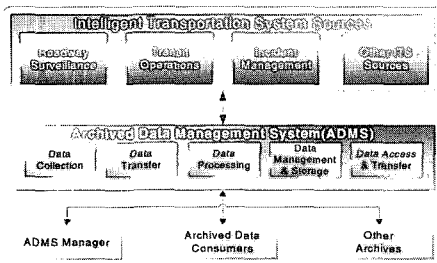 Intelligent Transportation System Sources
Roadway
Surveillance
Transit
Operations
Incident
Management
Other ITS
Sources
Archived Data Management System(ADMS)
Data
Collection
Data
Transfer
Data
Processing
Data
Management
& Storage
Data Access
& Transfer
ADMS Manager
Archived Data
Consumers
Other
Archives